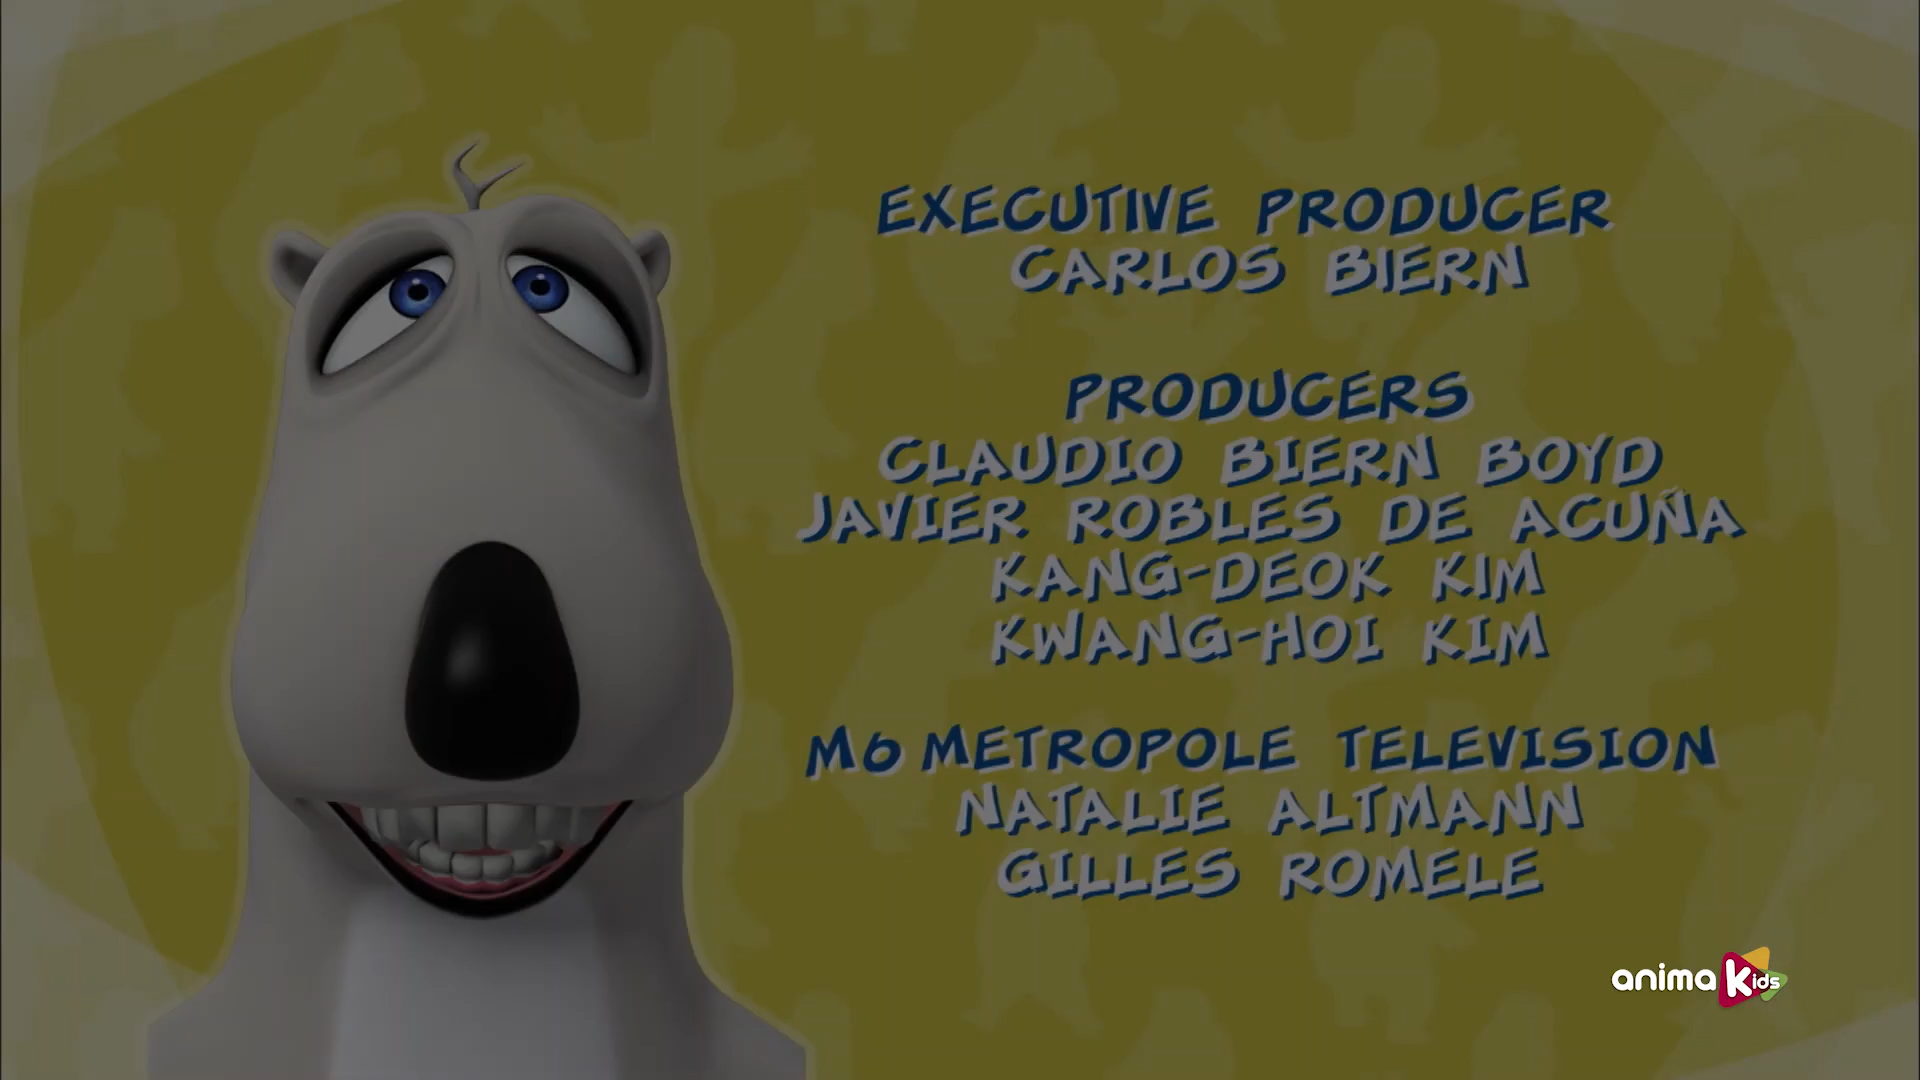 EXECUTIVE PRODUCER
CARLOS BIERN
PRODUCERS
CLAUDIO BIERN BOYD
JAVIER ROBLES DE ACUÑA
KANG-DEOK KIM
KWANG-HOI KIM
M6 METROPOLE TELEVISION
NATALIE ALTMANN
GILLES ROMELE
anima Kids